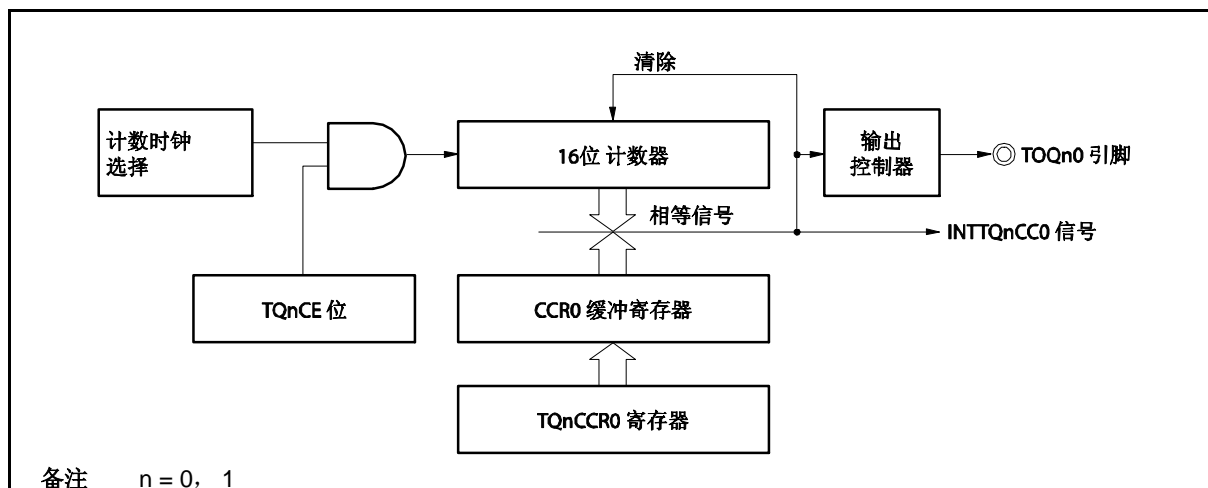 清除
计数时钟
选择
16位 计数器
输出
控制器
TOQn0 引脚
相等信号
INTTQnCC0 信号
TQnCE 位
CCR0 缓冲寄存器
TQnCCR0 寄存器
备注 n = 0， 1